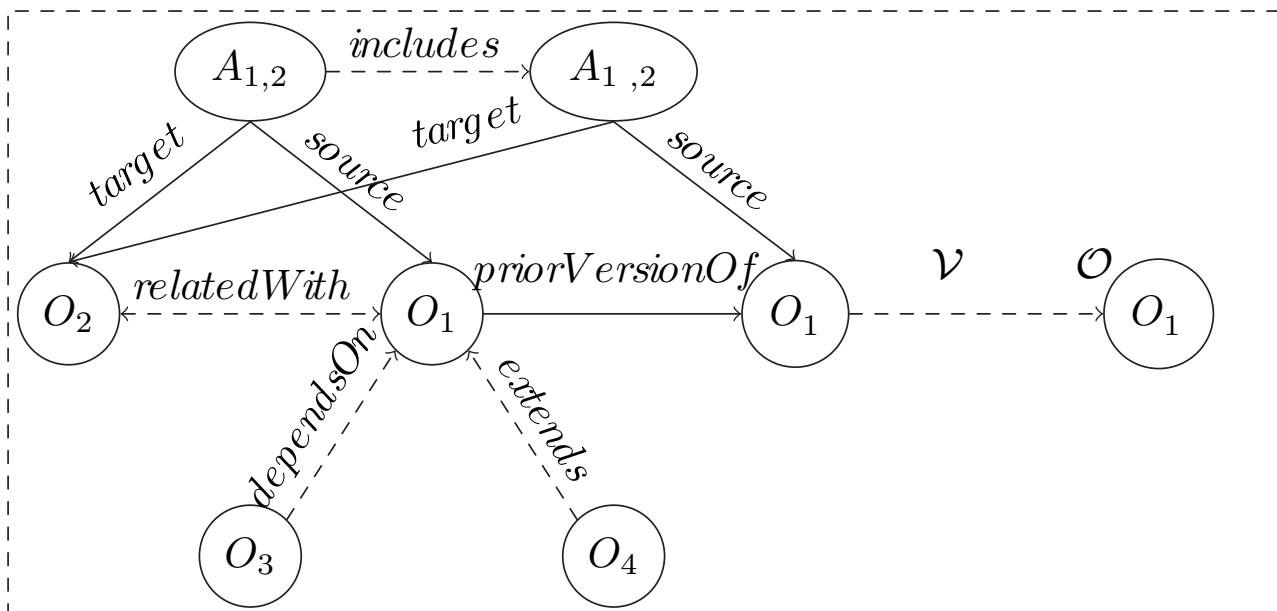 A1,2 includes A1 ,2
target source target source
priorVersionOf 𝒱 𝒪
relatedWith
O2 O1 O1 O1
dependsOn extends
O3 O4